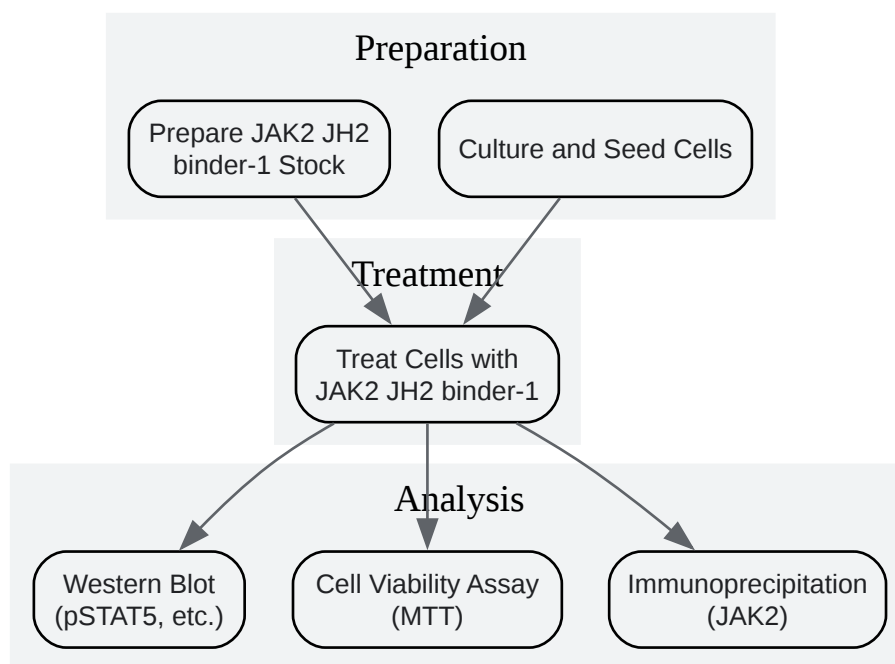 Preparation
Prepare JAK2 JH2
binder-1 Stock
Culture and Seed Cells
Treatment
Treat Cells with
JAK2 JH2 binder-1
Analysis
Western Blot
(pSTAT5, etc.)
Cell Viability Assay
(MTT)
Immunoprecipitation
(JAK2)